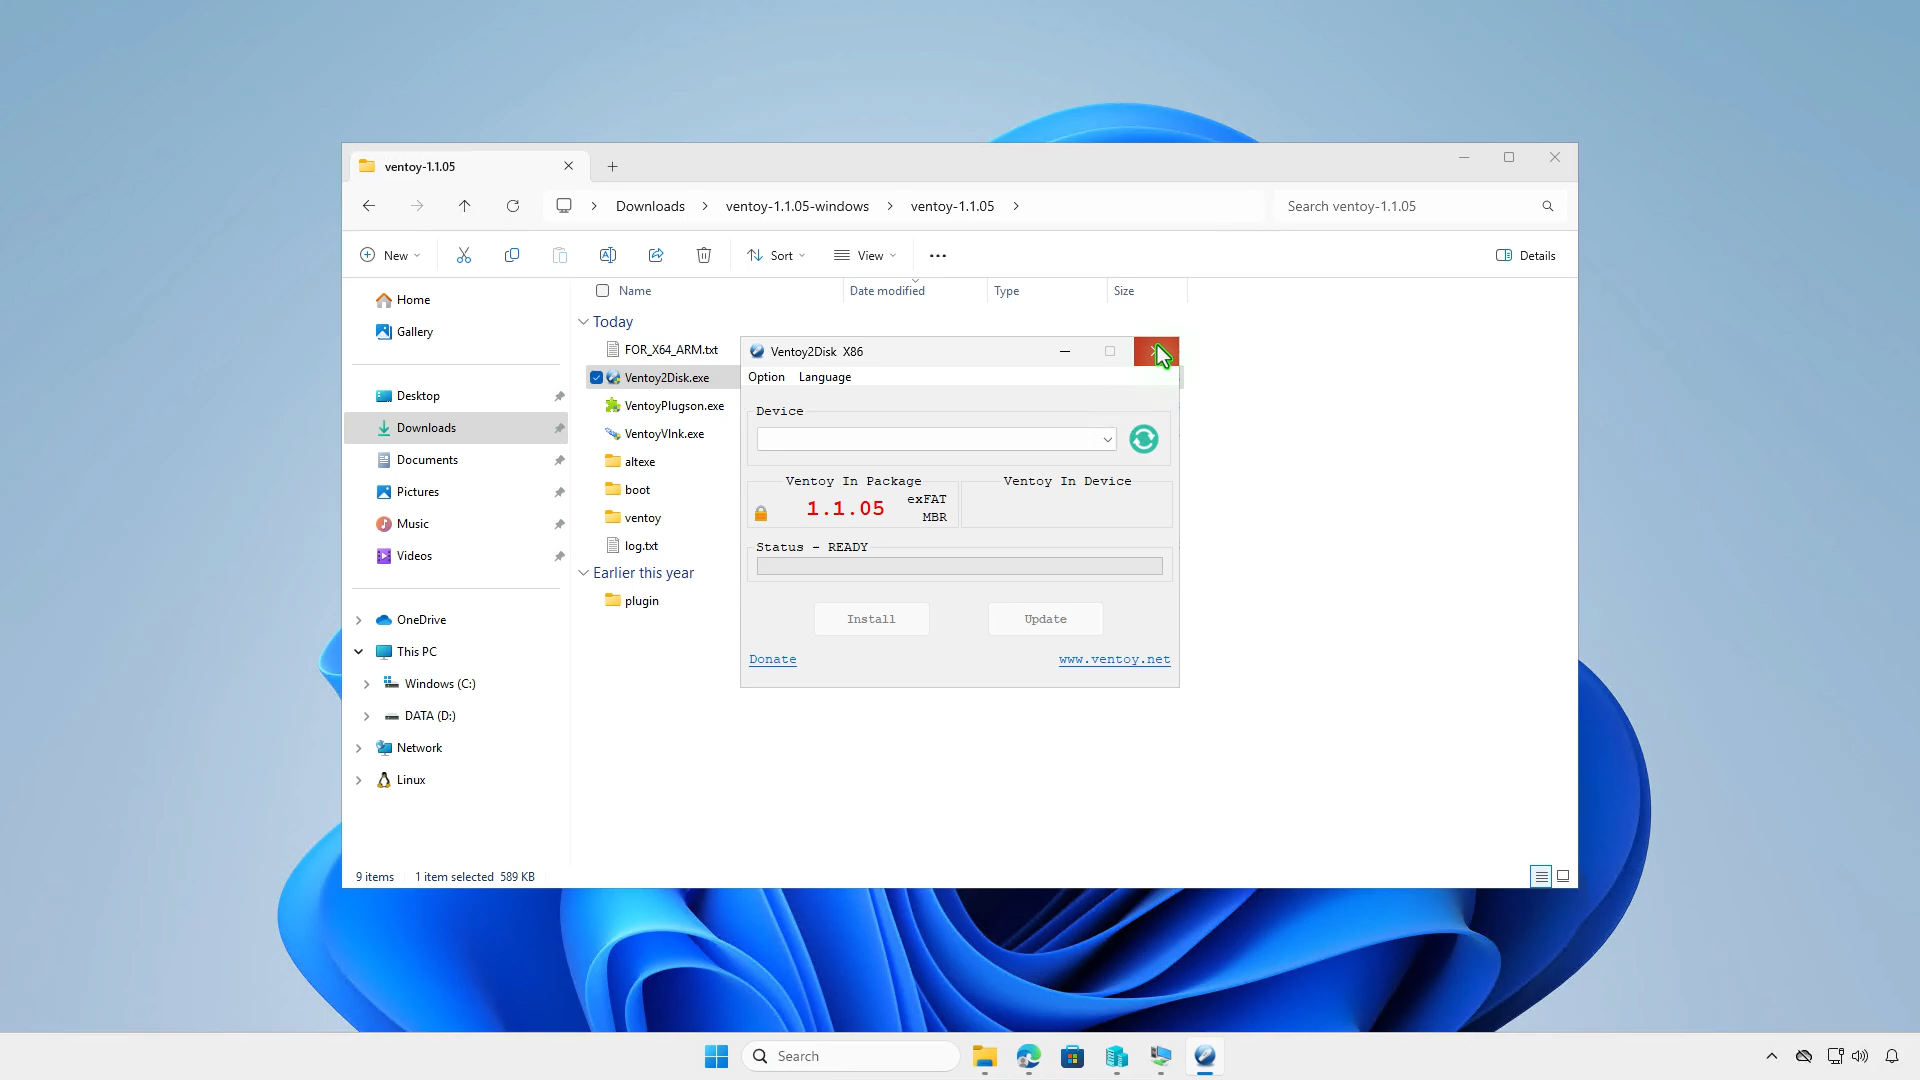 ventoy-1.1.05
Downloads
ventoy-1.1.05-windows
ventoy-1.1.05
Search ventoy-1.1.05
New
Sort
View
Details
Home
Gallery
Desktop
Downloads
Documents
Pictures
Music
Videos
OneDrive
This PC
Windows (C:)
DATA (D:)
Network
Linux
Name
Date modified
Type
Size
Today
FOR_X64_ARM.txt
Ventoy2Disk.exe
VentoyPlugson.exe
VentoyVlnk.exe
altexe
boot
ventoy
log.txt
Earlier this year
plugin
Ventoy2Disk X86
Option Language
Device
Ventoy In Package
1.1.05
exFAT
MBR
Ventoy In Device
Status - READY
Install
Update
Donate
www.ventoy.net
9 items
1 item selected 589 KB
Search